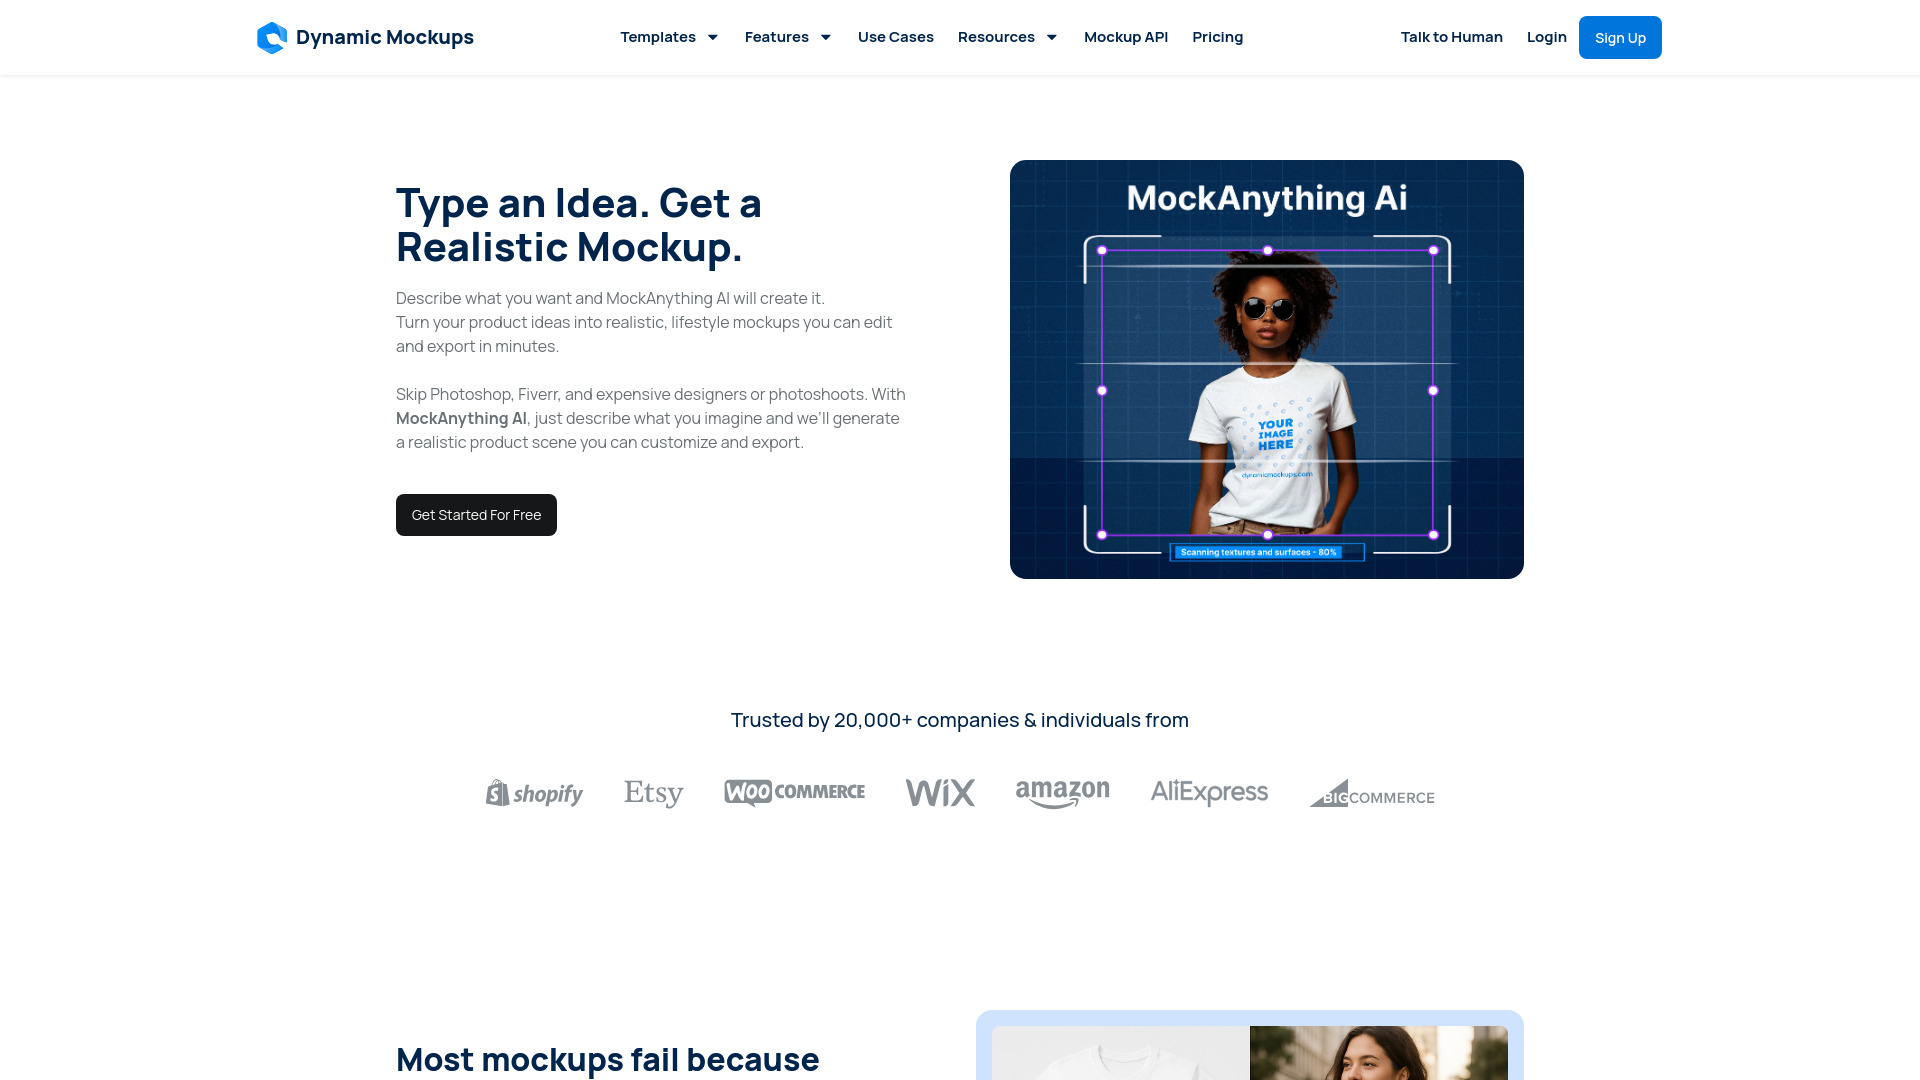 Dynamic Mockups
Templates
Features
Use Cases
Resources
Mockup API
Pricing
Talk to Human
Login
Sign Up
Type an Idea. Get a
Realistic Mockup.
Describe what you want and MockAnything AI will create it.
Turn your product ideas into realistic, lifestyle mockups you can edit
and export in minutes.
Skip Photoshop, Fiverr, and expensive designers or photoshoots. With
MockAnything AI, just describe what you imagine and we'll generate
a realistic product scene you can customize and export.
Get Started For Free
MockAnything Ai
YOUR
IMAGE
HERE
dynamicmockups.com
Scanning textures and surfaces - 80%
Trusted by 20,000+ companies & individuals from
shopify
Etsy
WOO COMMERCE
WiX
amazon
AliExpress
BIGCOMMERCE
Most mockups fail because